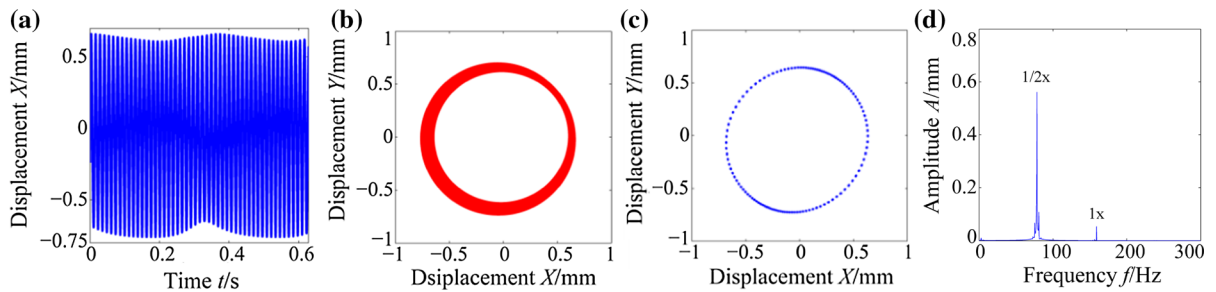 (a)
Displacement X/mm
0.5
0
−0.5
−0.75
0 0.2 0.4 0.6
Time t/s
(b)
Displacement Y/mm
1
0.5
0
−0.5
−1
−1 −0.5 0 0.5 1
Dsiplacement X/mm
(c)
Displacement Y/mm
1
0.5
0
−0.5
−1
−1 −0.5 0 0.5 1
Displacement X/mm
(d)
Amplitude A/mm
0.8
0.6
0.4
0.2
0
1/2x
1x
0 100 200 300
Frequency f/Hz